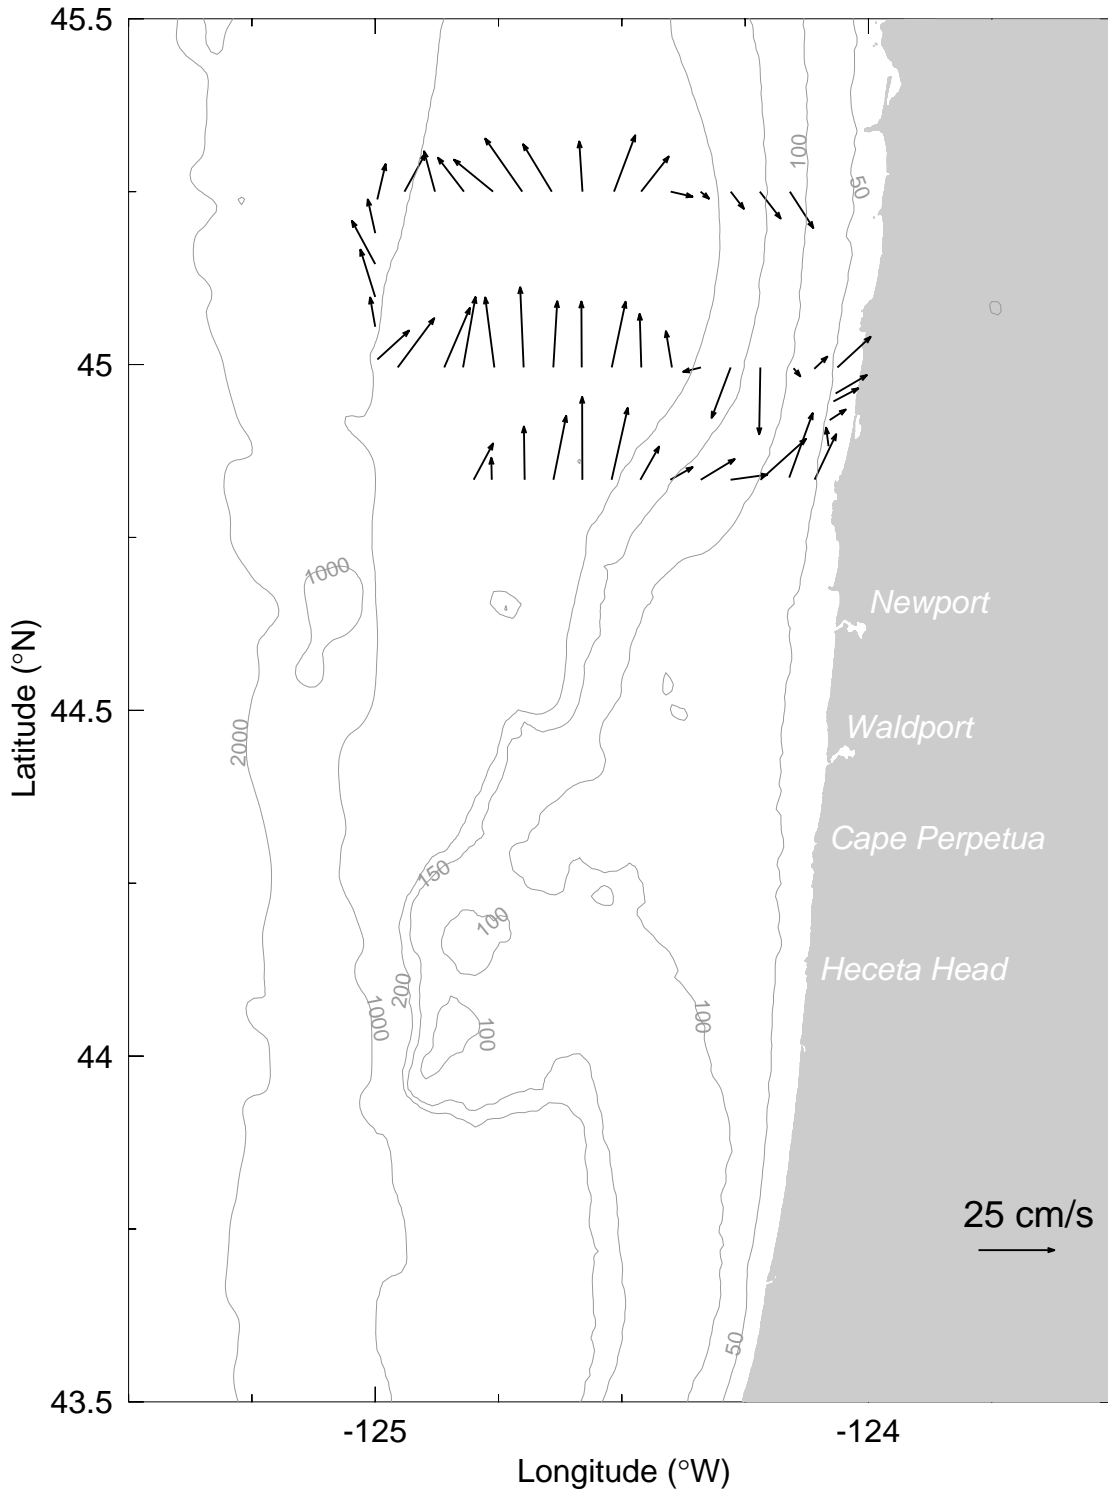 45.5
100
50
45
1000
Newport
44.5
2000
Waldport
Cape Perpetua
150
100
Heceta Head
200
1000
100
100
44
25 cm/s
50
43.5
-125
-124
Latitude (°N)
Longitude (°W)